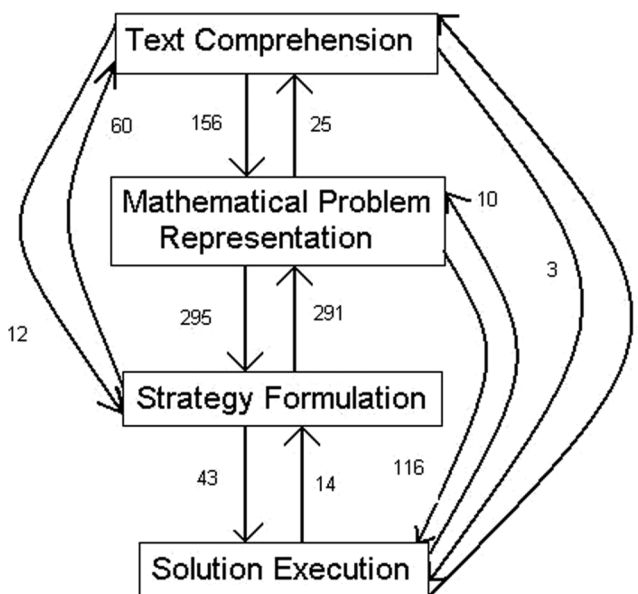 Text Comprehension
60
156
25
Mathematical Problem
Representation
10
3
295
291
12
Strategy Formulation
43
14
116
Solution Execution